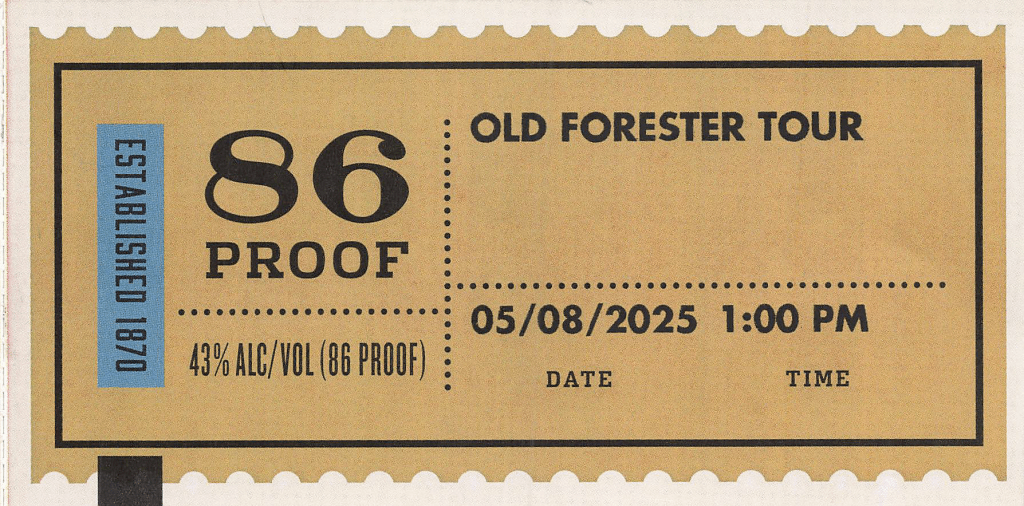 ESTABLISHED 1870
86
PROOF
43% ALC/VOL (86 PROOF)
OLD FORESTER TOUR
05/08/2025 1:00 PM
DATE TIME